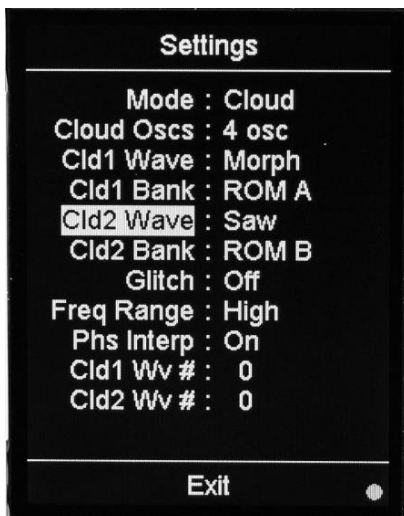 Settings
Mode : Cloud
Cloud Oscs : 4 osc
Cld1 Wave : Morph
Cld1 Bank : ROM A
Cld2 Wave : Saw
Cld2 Bank : ROM B
Glitch : Off
Freq Range : High
Phs Interp : On
Cld1 Wv # : 0
Cld2 Wv # : 0
Exit